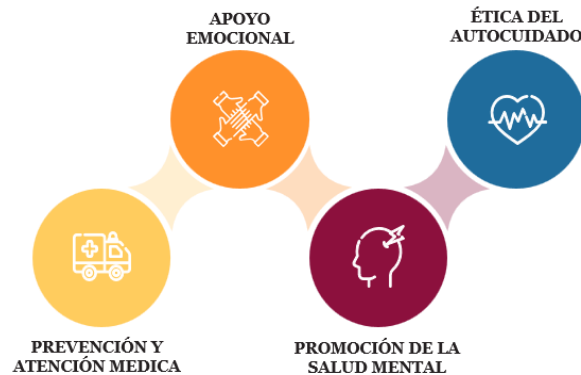 APOYO
EMOCIONAL
ÉTICA DEL
AUTOCUIDADO
PREVENCIÓN Y
ATENCIÓN MEDICA
PROMOCIÓN DE LA
SALUD MENTAL